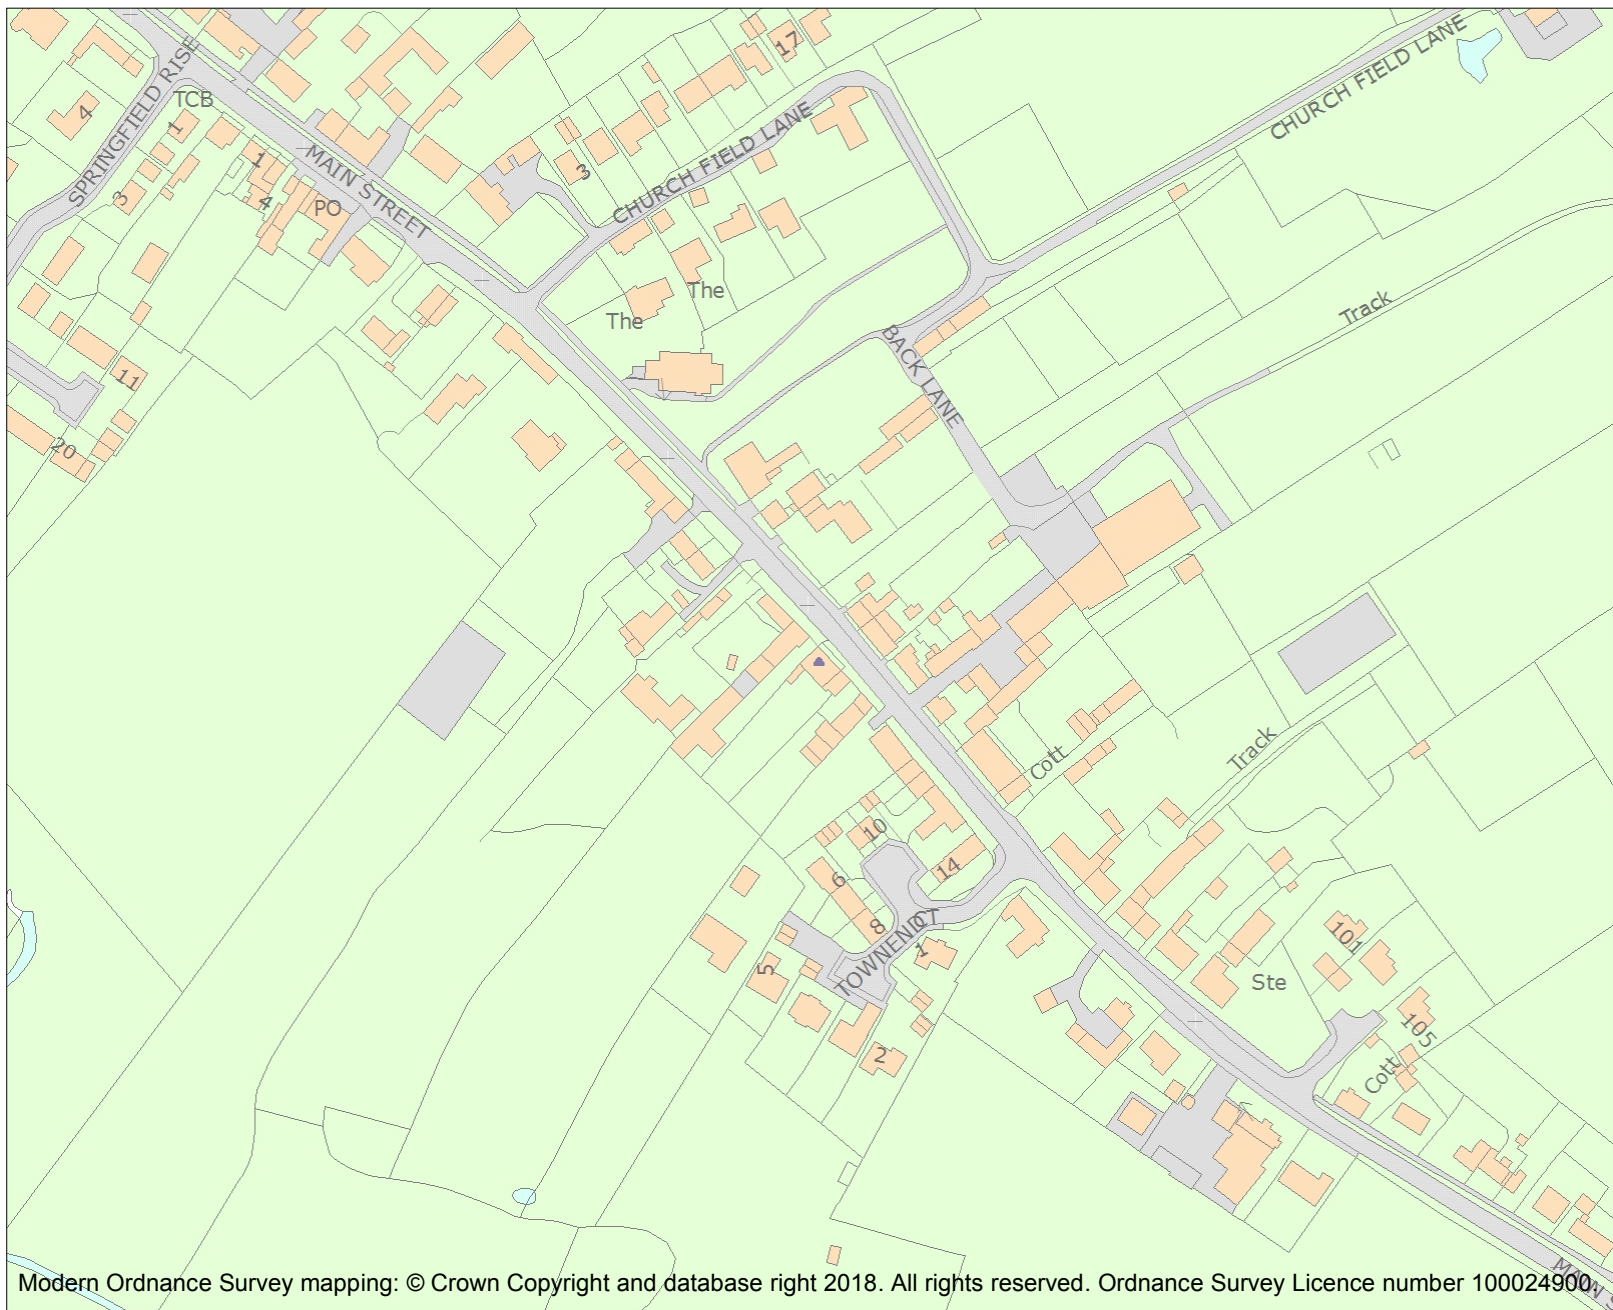 17
CHURCH FIELD LANE
SPRINGFIELD RISE
TCB
4
1
3
1
4
MAIN STREET
PO
3
CHURCH FIELD LANE
The
The
Track
BACK LANE
11
20
Cott
Track
10
6
14
8
TOWNEND CT
1
5
2
101
Ste
105
Cott
Modern Ordnance Survey mapping: © Crown Copyright and database right 2018. All rights reserved. Ordnance Survey Licence number 100024900.
MAIN S